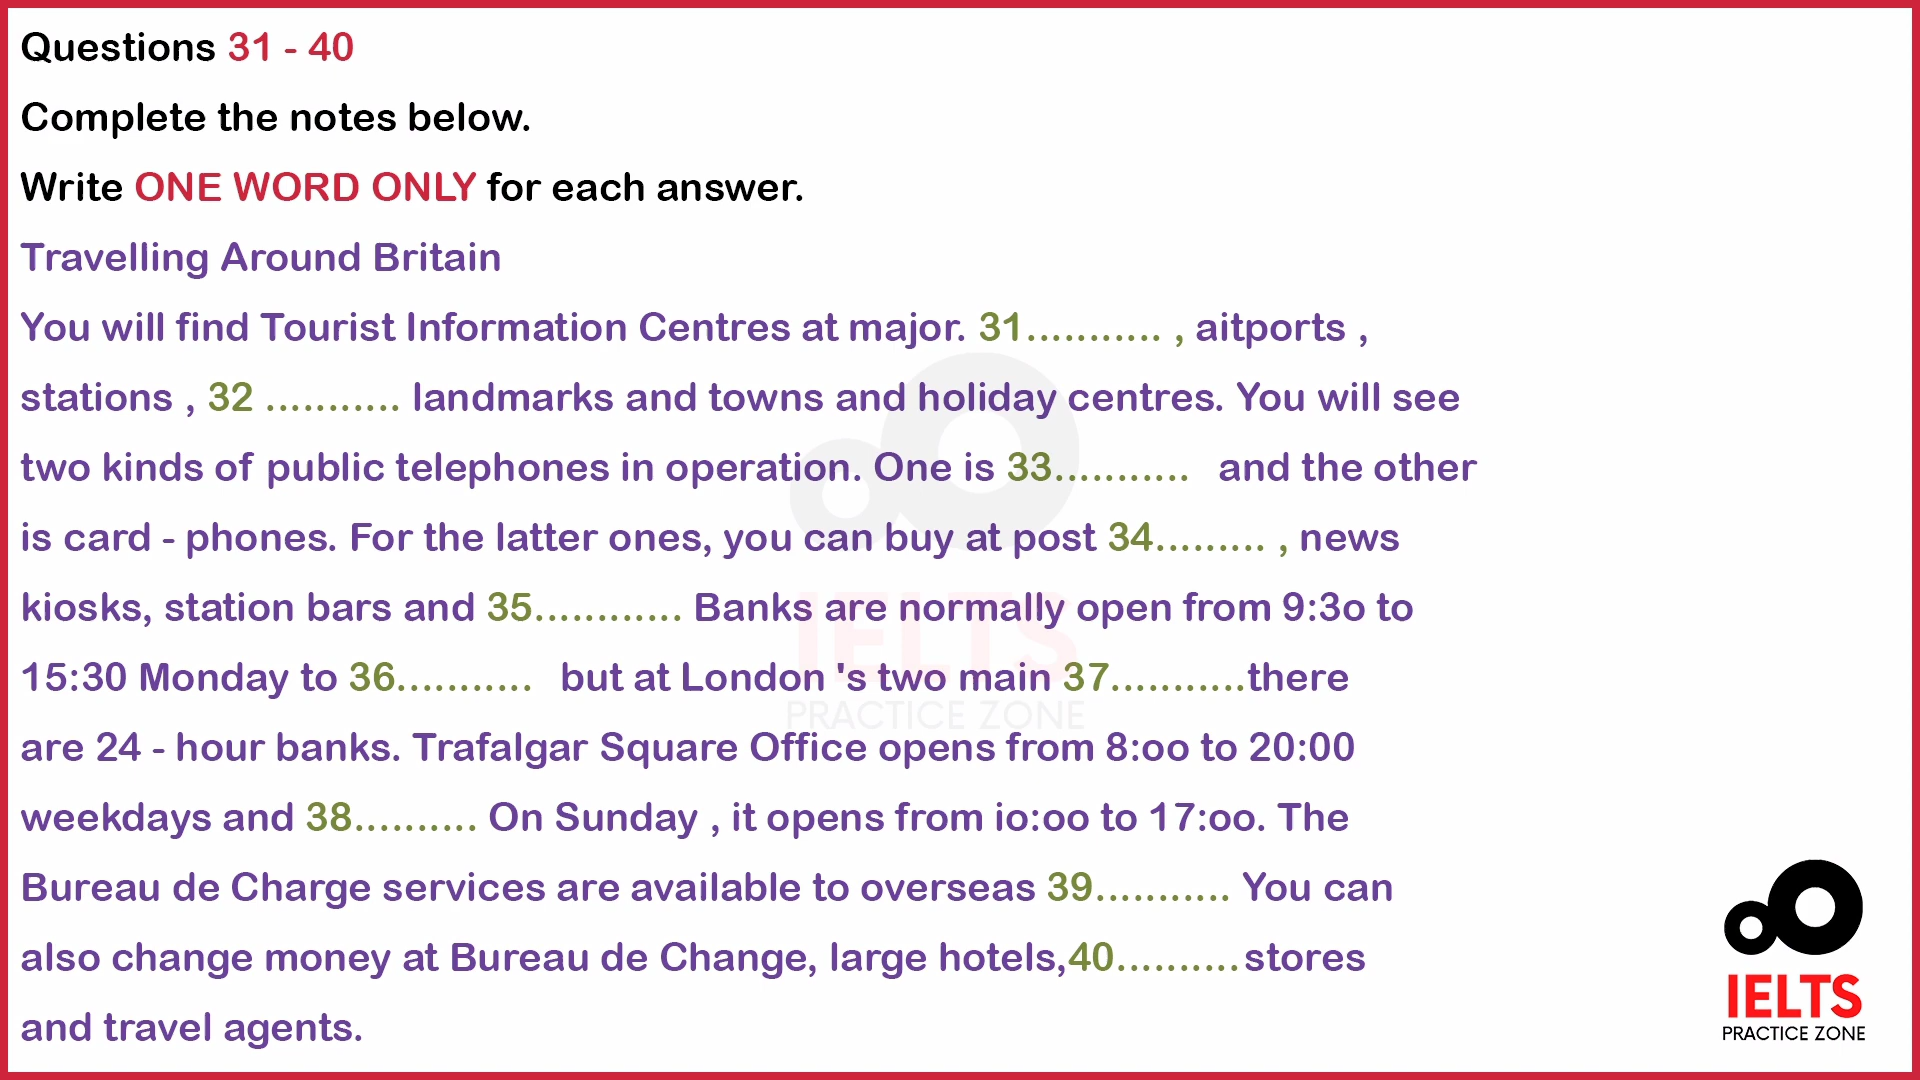 Questions 31 - 40
Complete the notes below.
Write ONE WORD ONLY for each answer.
Travelling Around Britain
You will find Tourist Information Centres at major. 31........... , aitports ,
stations , 32 ........... landmarks and towns and holiday centres. You will see
two kinds of public telephones in operation. One is 33........... and the other
is card - phones. For the latter ones, you can buy at post 34......... , news
kiosks, station bars and 35............ Banks are normally open from 9:3o to
15:30 Monday to 36........... but at London 's two main 37...........there
are 24 - hour banks. Trafalgar Square Office opens from 8:oo to 20:00
weekdays and 38.......... On Sunday , it opens from io:oo to 17:oo. The
Bureau de Charge services are available to overseas 39........... You can
also change money at Bureau de Change, large hotels,40..........stores
and travel agents.
IELTS
PRACTICE ZONE
IELTS
PRACTICE ZONE